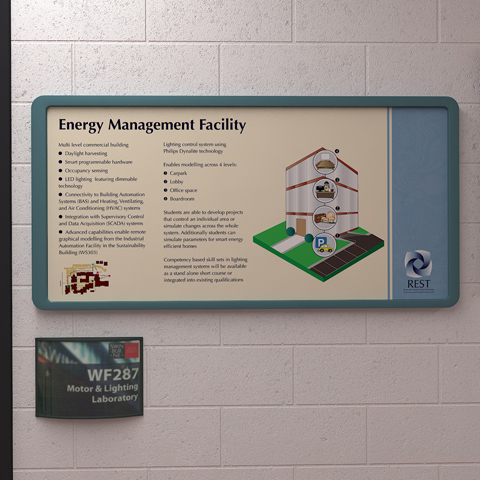 Energy Management Facility
Multi level commercial building
● Daylight harvesting
● Smart programmable hardware
● Occupancy sensing
● LED lighting featuring dimmable
technology
● Connectivity to Building Automation
Systems (BAS) and Heating, Ventilating,
and Air Conditioning (HVAC) systems
● Integration with Supervisory Control
and Data Acquisition (SCADA) systems
● Advanced capabilities enable remote
graphical modelling from the Industrial
Automation Facility in the Sustainability
Building (WS303)
Lighting control system using
Philips Dynalite technology
Enables modelling across 4 levels:
● Carpark
● Lobby
● Office space
● Boardroom
Students are able to develop projects
that control an individual area or
simulate changes across the whole
system. Additionally students can
simulate parameters for smart energy
efficient homes
Competency based skill sets in lighting
management systems will be available
as a stand alone short course or
integrated into existing qualifications
P
REST
WF287
Motor & Lighting
Laboratory